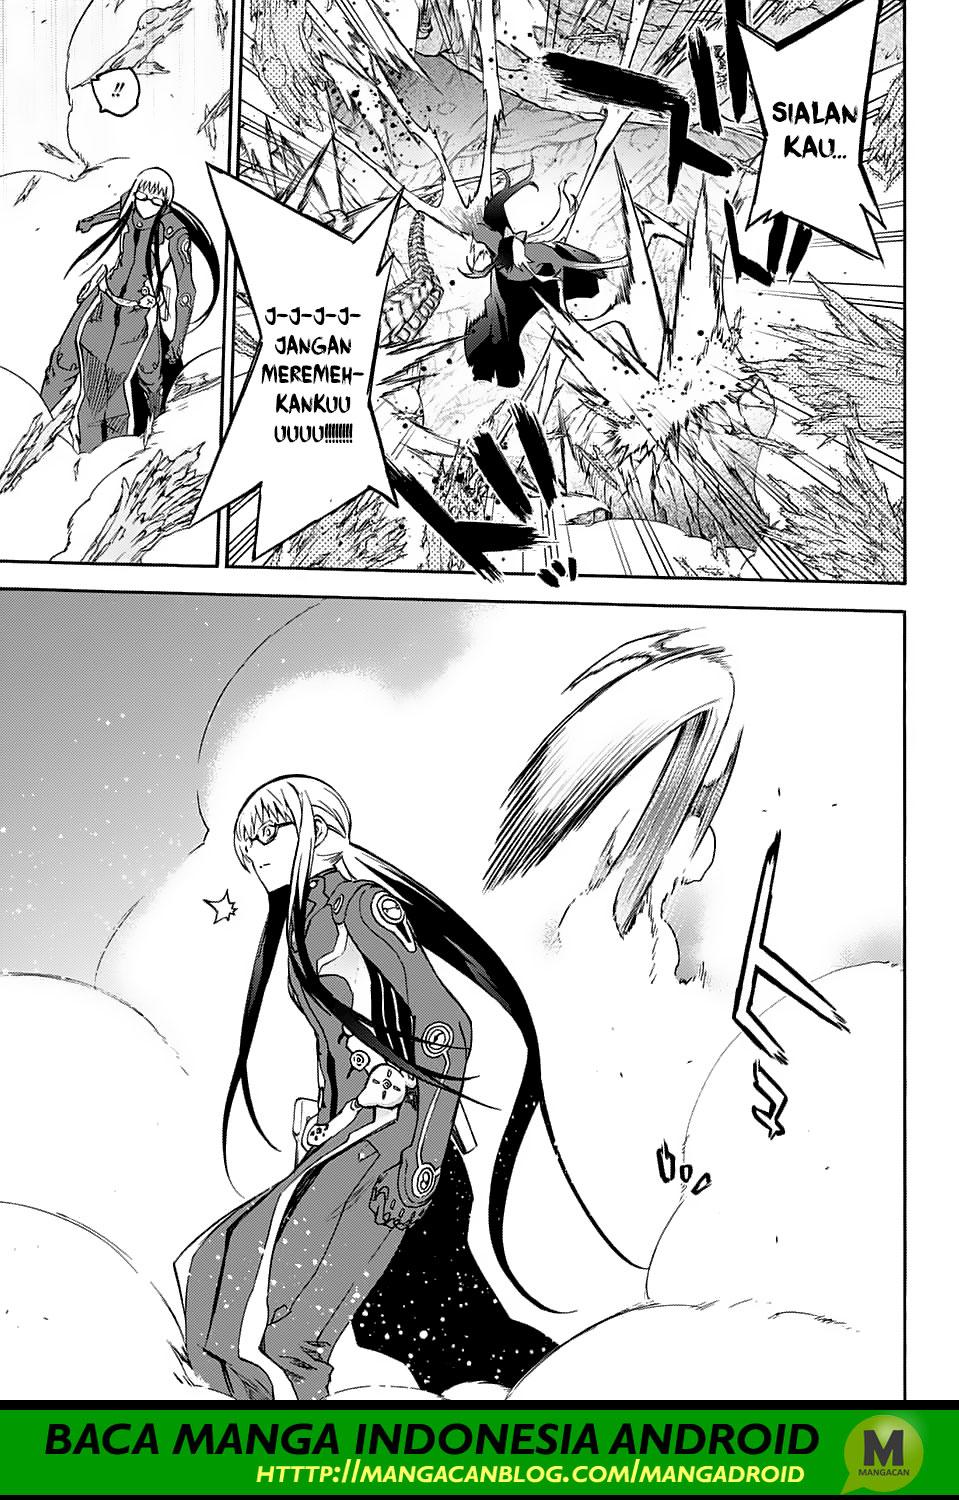 SIALAN
KAU...
J-J-J-J-
JANGAN
MEREMEH-
KANKUU
UUUU!!!!!!!!!
!!
BACA MANGA INDONESIA ANDROID
HTTTP://MANGACANBLOG.COM/MANGADROID
M
MANGACAN